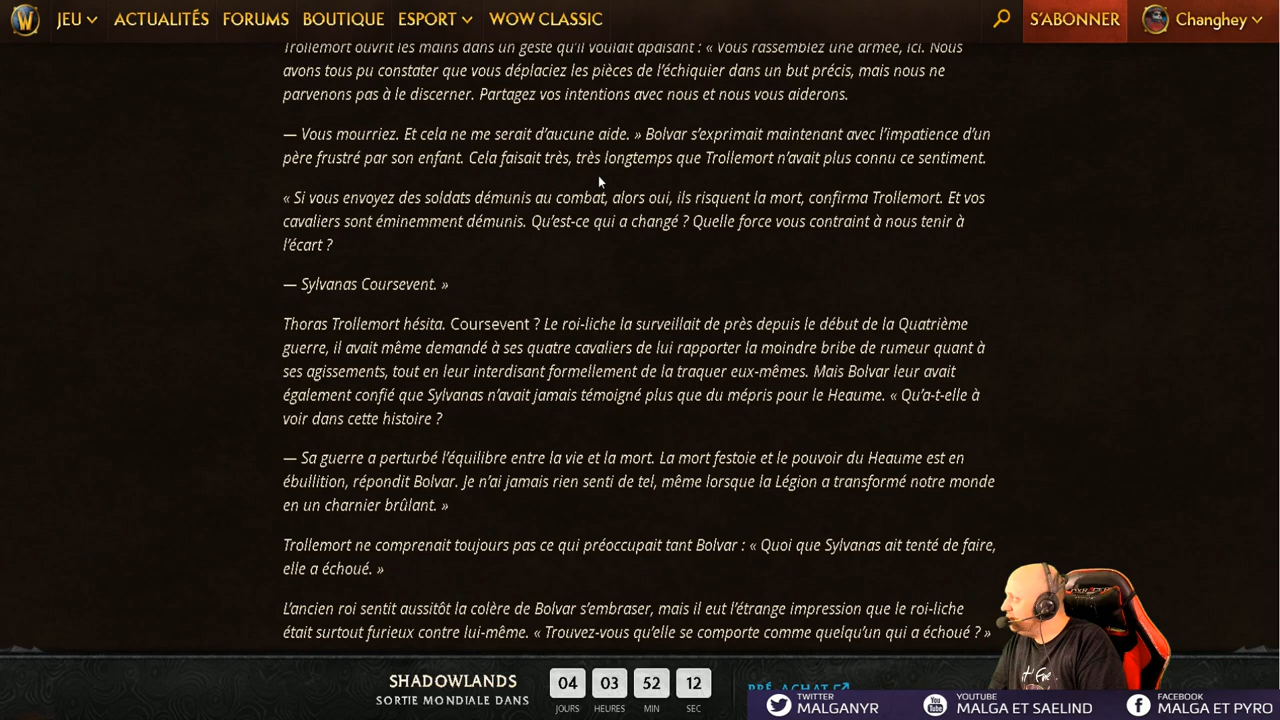 JEU ACTUALITÉS FORUMS BOUTIQUE ESPORT WOW CLASSIC S'ABONNER Changhey
Trollemort ouvrit les mains dans un geste qu'il voulait apaisant : « Vous rassemblez une armée, ici. Nous
avons tous pu constater que vous déplaciez les pièces de l'échiquier dans un but précis, mais nous ne
parvenons pas à le discerner. Partagez vos intentions avec nous et nous vous aiderons.
— Vous mourriez. Et cela ne me serait d'aucune aide. » Bolvar s'exprimait maintenant avec l'impatience d'un
père frustré par son enfant. Cela faisait très, très longtemps que Trollemort n'avait plus connu ce sentiment.
« Si vous envoyez des soldats démunis au combat, alors oui, ils risquent la mort, confirma Trollemort. Et vos
cavaliers sont éminemment démunis. Qu'est-ce qui a changé ? Quelle force vous contraint à nous tenir à
l'écart ?
— Sylvanas Coursevent. »
Thoras Trollemort hésita. Coursevent ? Le roi-liche la surveillait de près depuis le début de la Quatrième
guerre, il avait même demandé à ses quatre cavaliers de lui rapporter la moindre bribe de rumeur quant à
ses agissements, tout en leur interdisant formellement de la traquer eux-mêmes. Mais Bolvar leur avait
également confié que Sylvanas n'avait jamais témoigné plus que du mépris pour le Heaume. « Qu'a-t-elle à
voir dans cette histoire ?
— Sa guerre a perturbé l'équilibre entre la vie et la mort. La mort festoie et le pouvoir du Heaume est en
ébullition, répondit Bolvar. Je n'ai jamais rien senti de tel, même lorsque la Légion a transformé notre monde
en un charnier brûlant. »
Trollemort ne comprenait toujours pas ce qui préoccupait tant Bolvar : « Quoi que Sylvanas ait tenté de faire,
elle a échoué. »
L'ancien roi sentit aussitôt la colère de Bolvar s'embraser, mais il eut l'étrange impression que le roi-liche
était surtout furieux contre lui-même. « Trouvez-vous qu'elle se comporte comme quelqu'un qui a échoué ? »
SHADOWLANDS
SORTIE MONDIALE DANS
04 03 52 12
JOURS HEURES MIN SEC
PRÉ-ACHAT
TWITTER
MALGANYR
YOUTUBE
MALGA ET SAELIND
FACEBOOK
MALGA ET PYRO